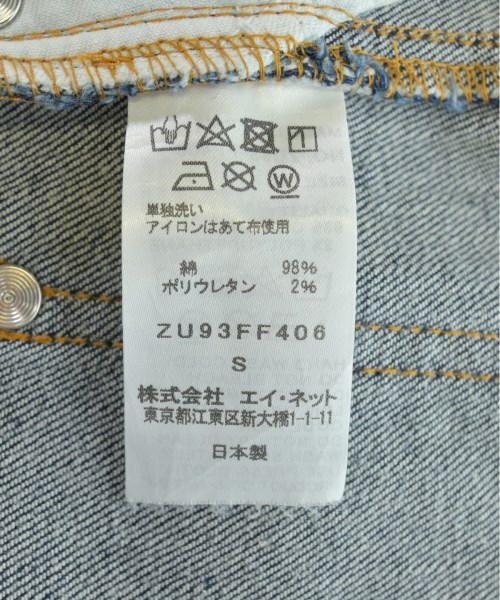 単独洗い
アイロンはあて布使用
綿 98%
ポリウレタン 2%
ZU93FF406
S
株式会社 エイ・ネット
東京都江東区新大橋1-1-11
日本製